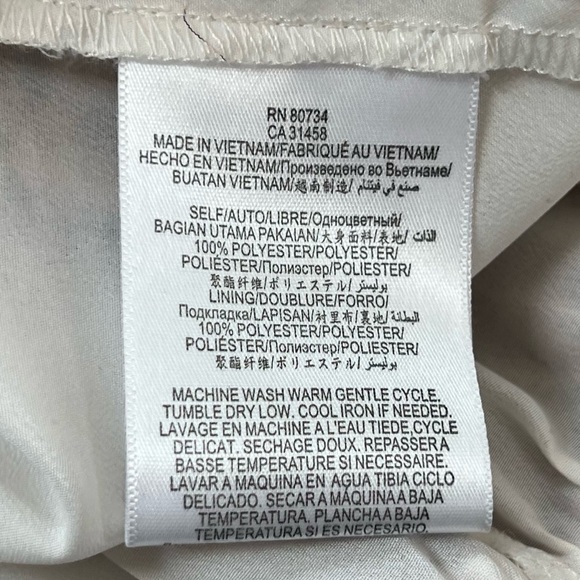 RN 80734
CA 31458
MADE IN VIETNAM/FABRIQUÉ AU VIETNAM/
HECHO EN VIETNAM/Произведено во Вьетнаме/
BUATAN VIETNAM/越南制造/صنع في فيتنام
SELF/AUTO/LIBRE/Одноцветный/
BAGIAN UTAMA PAKAIAN/大身面料/表地/الذات
100% POLYESTER/POLYESTER/
POLIÉSTER/Полиэстер/POLIESTER/
聚酯纤维/ポリエステル/بوليستر
LINING/DOUBLURE/FORRO/
Подкладка/LAPISAN/衬里布/裏地/البطانة
100% POLYESTER/POLYESTER/
POLIÉSTER/Полиэстер/POLIESTER/
聚酯纤维/ポリエステル/بوليستر
MACHINE WASH WARM GENTLE CYCLE.
TUMBLE DRY LOW. COOL IRON IF NEEDED.
LAVAGE EN MACHINE A L'EAU TIEDE,CYCLE
DELICAT. SECHAGE DOUX. REPASSER A
BASSE TEMPERATURE SI NECESSAIRE.
LAVAR A MÁQUINA EN AGUA TIBIA CICLO
DELICADO. SECAR A MÁQUINA A BAJA
TEMPERATURA. PLANCHA A BAJA
TEMPERATURA SI ES NECESARIO.